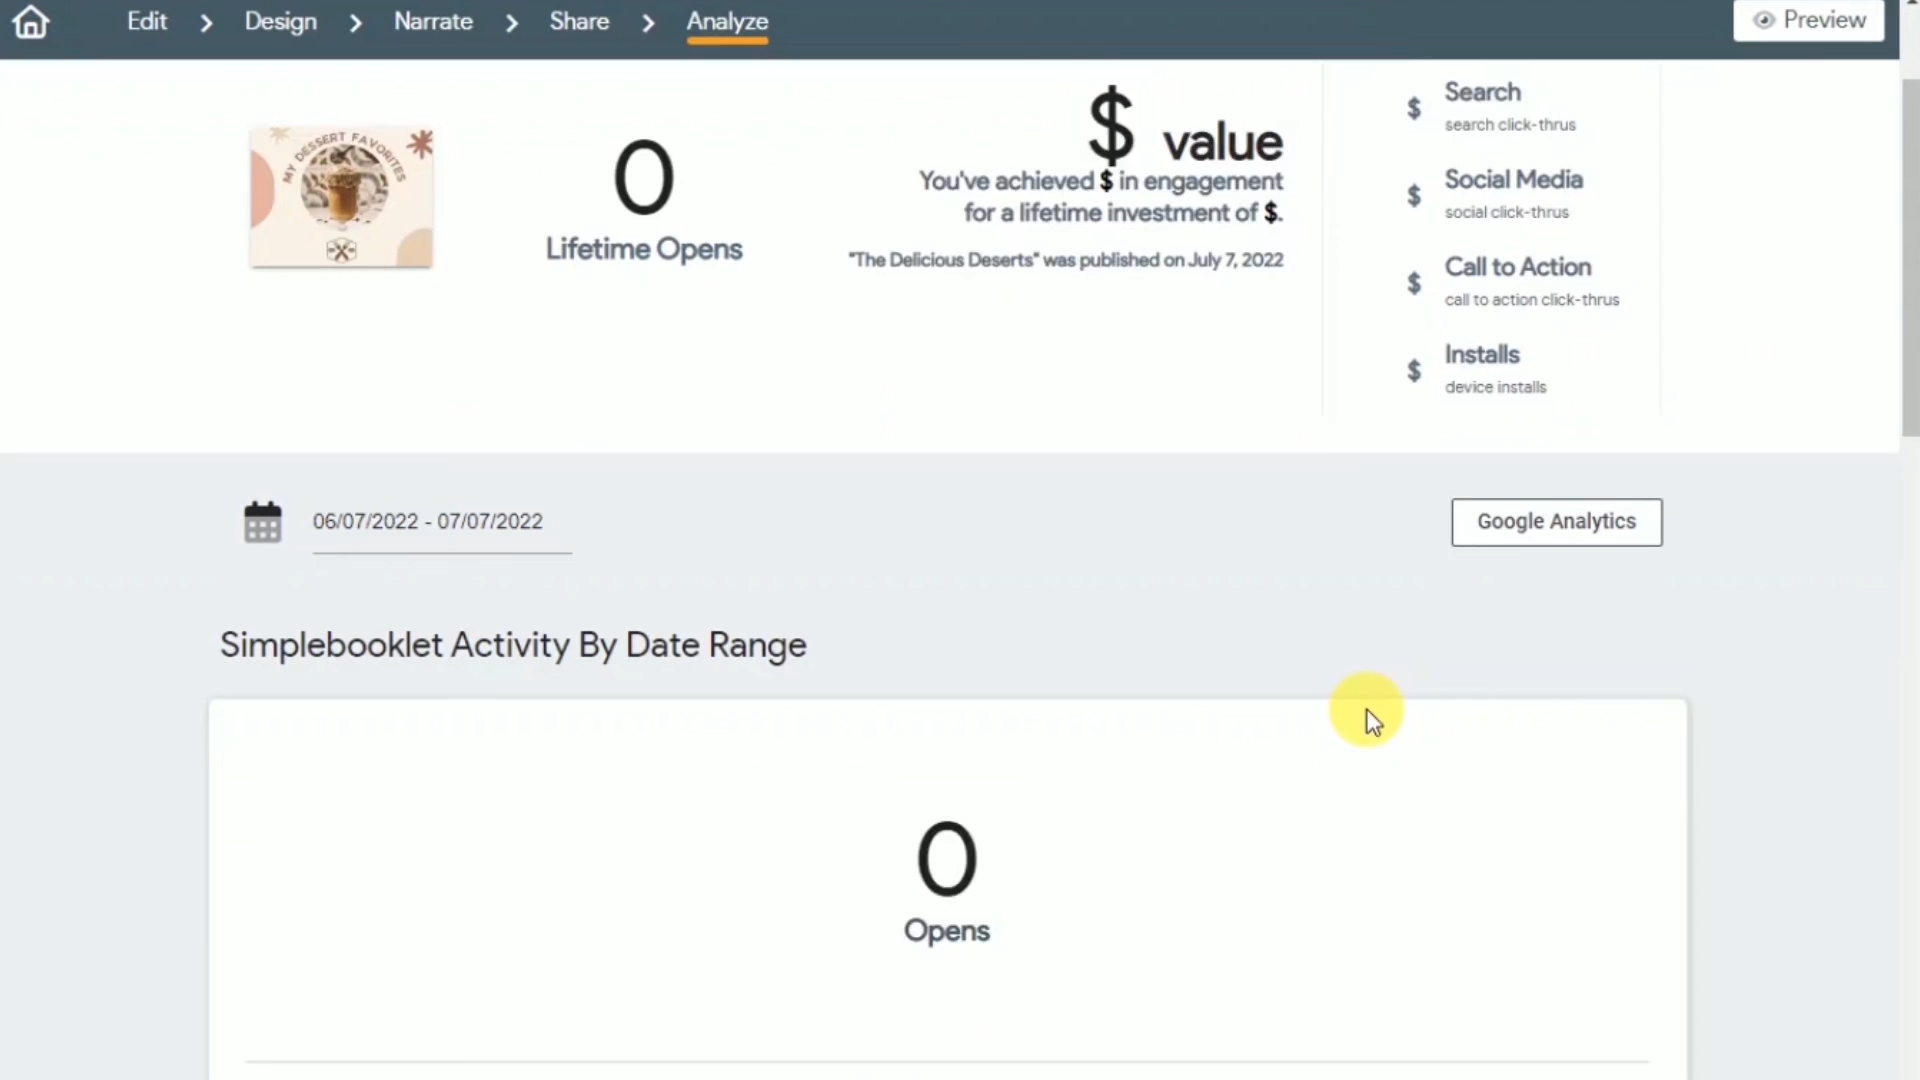 Edit
Design
Narrate
Share
Analyze
Preview
MY DESSERT FAVORITES
0
Lifetime Opens
$ value
You've achieved $ in engagement
for a lifetime investment of $.
"The Delicious Deserts" was published on July 7, 2022
$ Search
search click-thrus
$ Social Media
social click-thrus
$ Call to Action
call to action click-thrus
$ Installs
device installs
06/07/2022 - 07/07/2022
Google Analytics
Simplebooklet Activity By Date Range
0
Opens